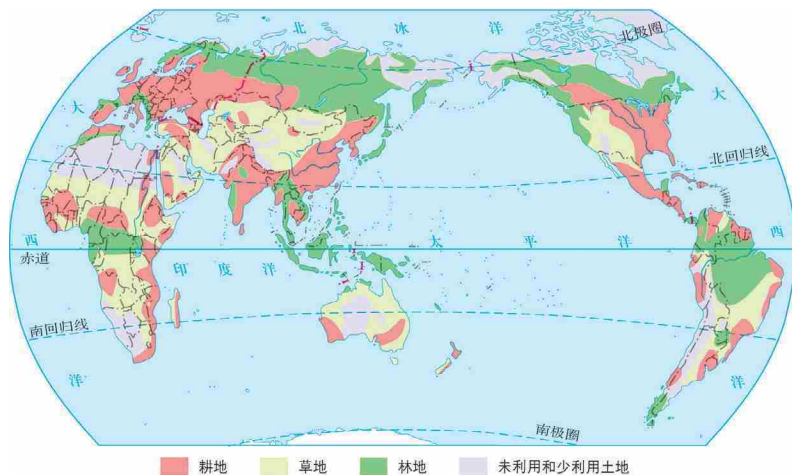 北 冰 洋
北极圈
大
大
北回归线
西
太 平 洋
西
赤道
印 度 洋
南回归线
洋
洋
南极圈
耕地
草地
林地
未利用和少利用土地